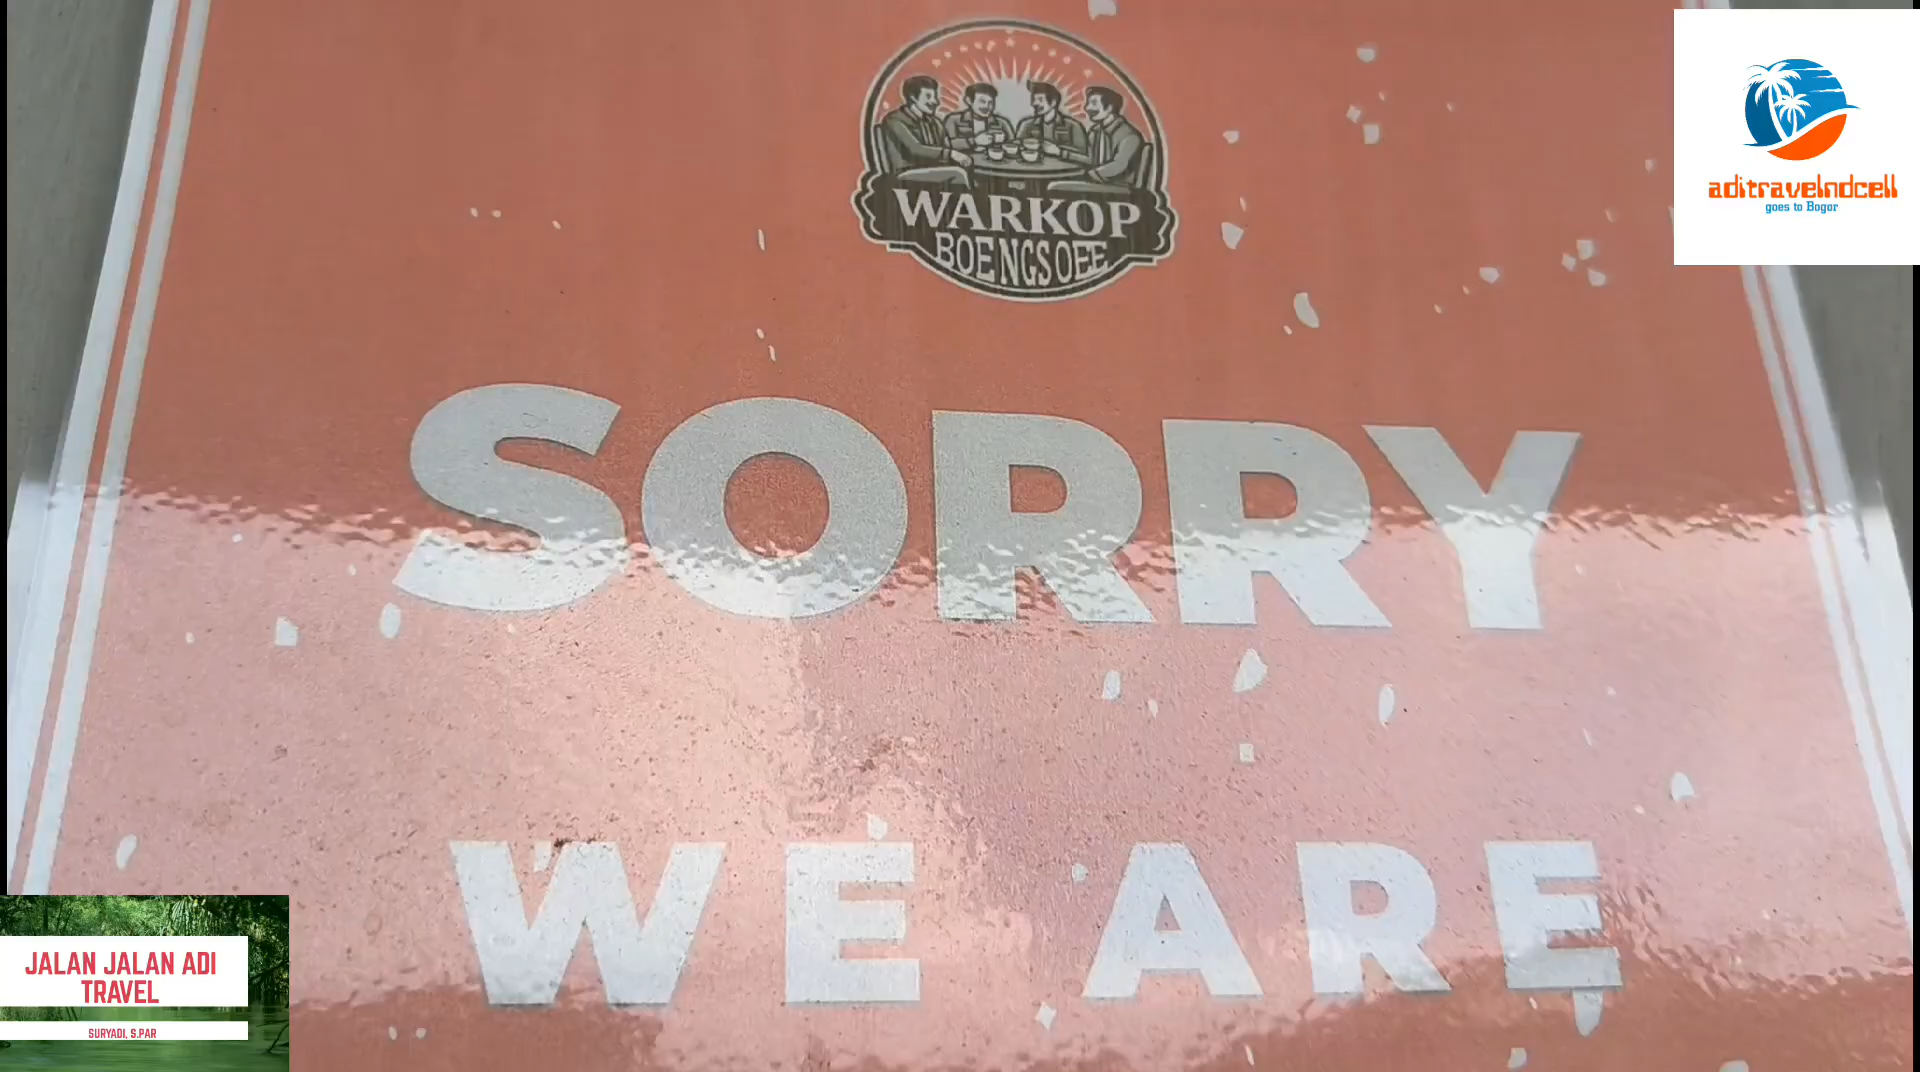 WARKOP
BOENGSOEE
aditravelndcell
goes to Bogor
SORRY
WE ARE
JALAN JALAN ADI
TRAVEL
SURYADI, S.PAR